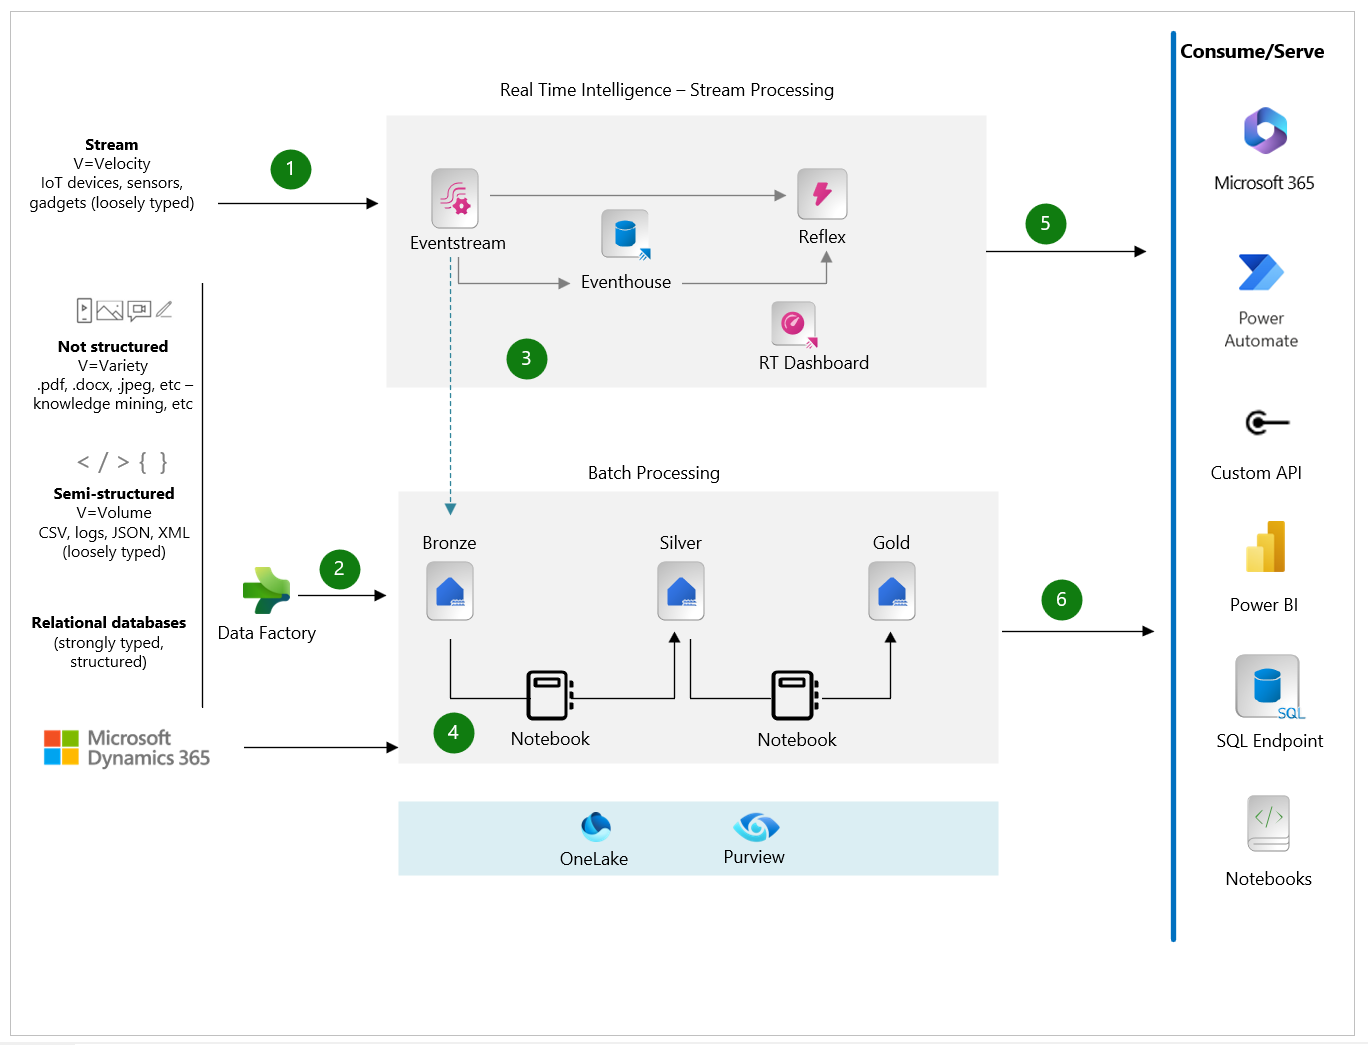 Consume/Serve
Real Time Intelligence – Stream Processing
Stream
V=Velocity
IoT devices, sensors,
gadgets (loosely typed)
1
Eventstream
Eventhouse
Reflex
RT Dashboard
3
5
Not structured
V=Variety
.pdf, .docx, .jpeg, etc –
knowledge mining, etc
</>{ }
Semi-structured
V=Volume
CSV, logs, JSON, XML
(loosely typed)
Relational databases
(strongly typed,
structured)
Data Factory
2
Microsoft
Dynamics 365
Batch Processing
Bronze
Silver
Gold
4
Notebook
Notebook
6
OneLake
Purview
Microsoft 365
Power
Automate
Custom API
Power BI
SQL
SQL Endpoint
</>
Notebooks